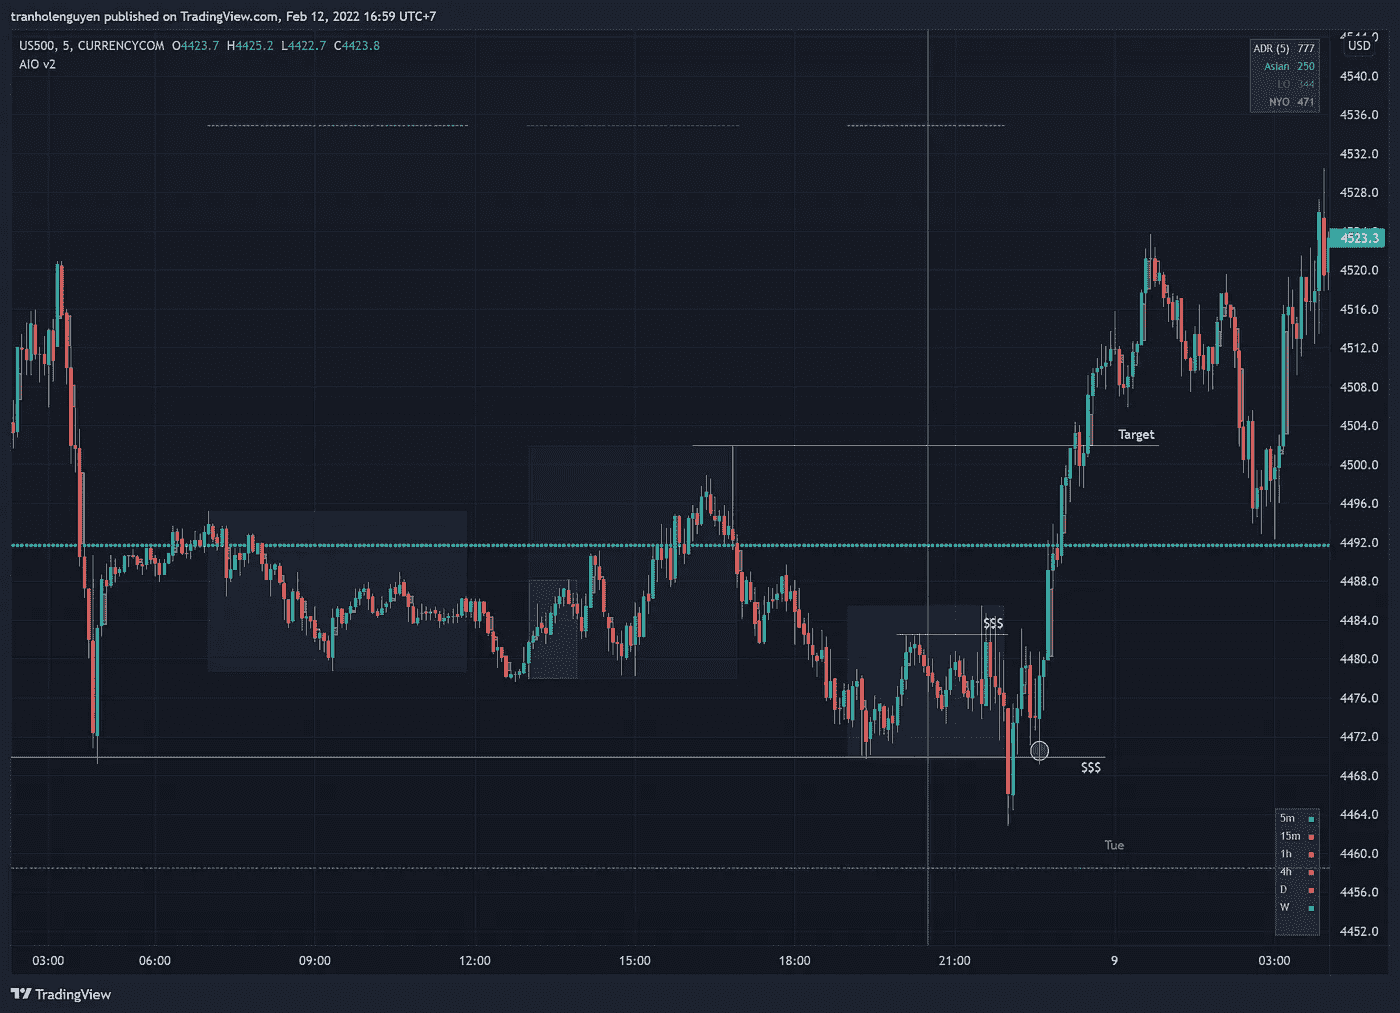 tranholenguyen published on TradingView.com, Feb 12, 2022 16:59 UTC+7
US500, 5, CURRENCYCOM O4423.7 H4425.2 L4422.7 C4423.8
AIO v2
USD
ADR (5) 777
Asian 250
LO 344
NYO 471
4540.0
4536.0
4532.0
4528.0
4523.3
4520.0
4516.0
4512.0
4508.0
4504.0
Target
4500.0
4496.0
4492.0
4488.0
4484.0
$$$
4480.0
4476.0
4472.0
$$$
4468.0
4464.0
Tue
4460.0
4456.0
4452.0
5m
15m
1h
4h
D
W
03:00 06:00 09:00 12:00 15:00 18:00 21:00 9 03:00
TradingView